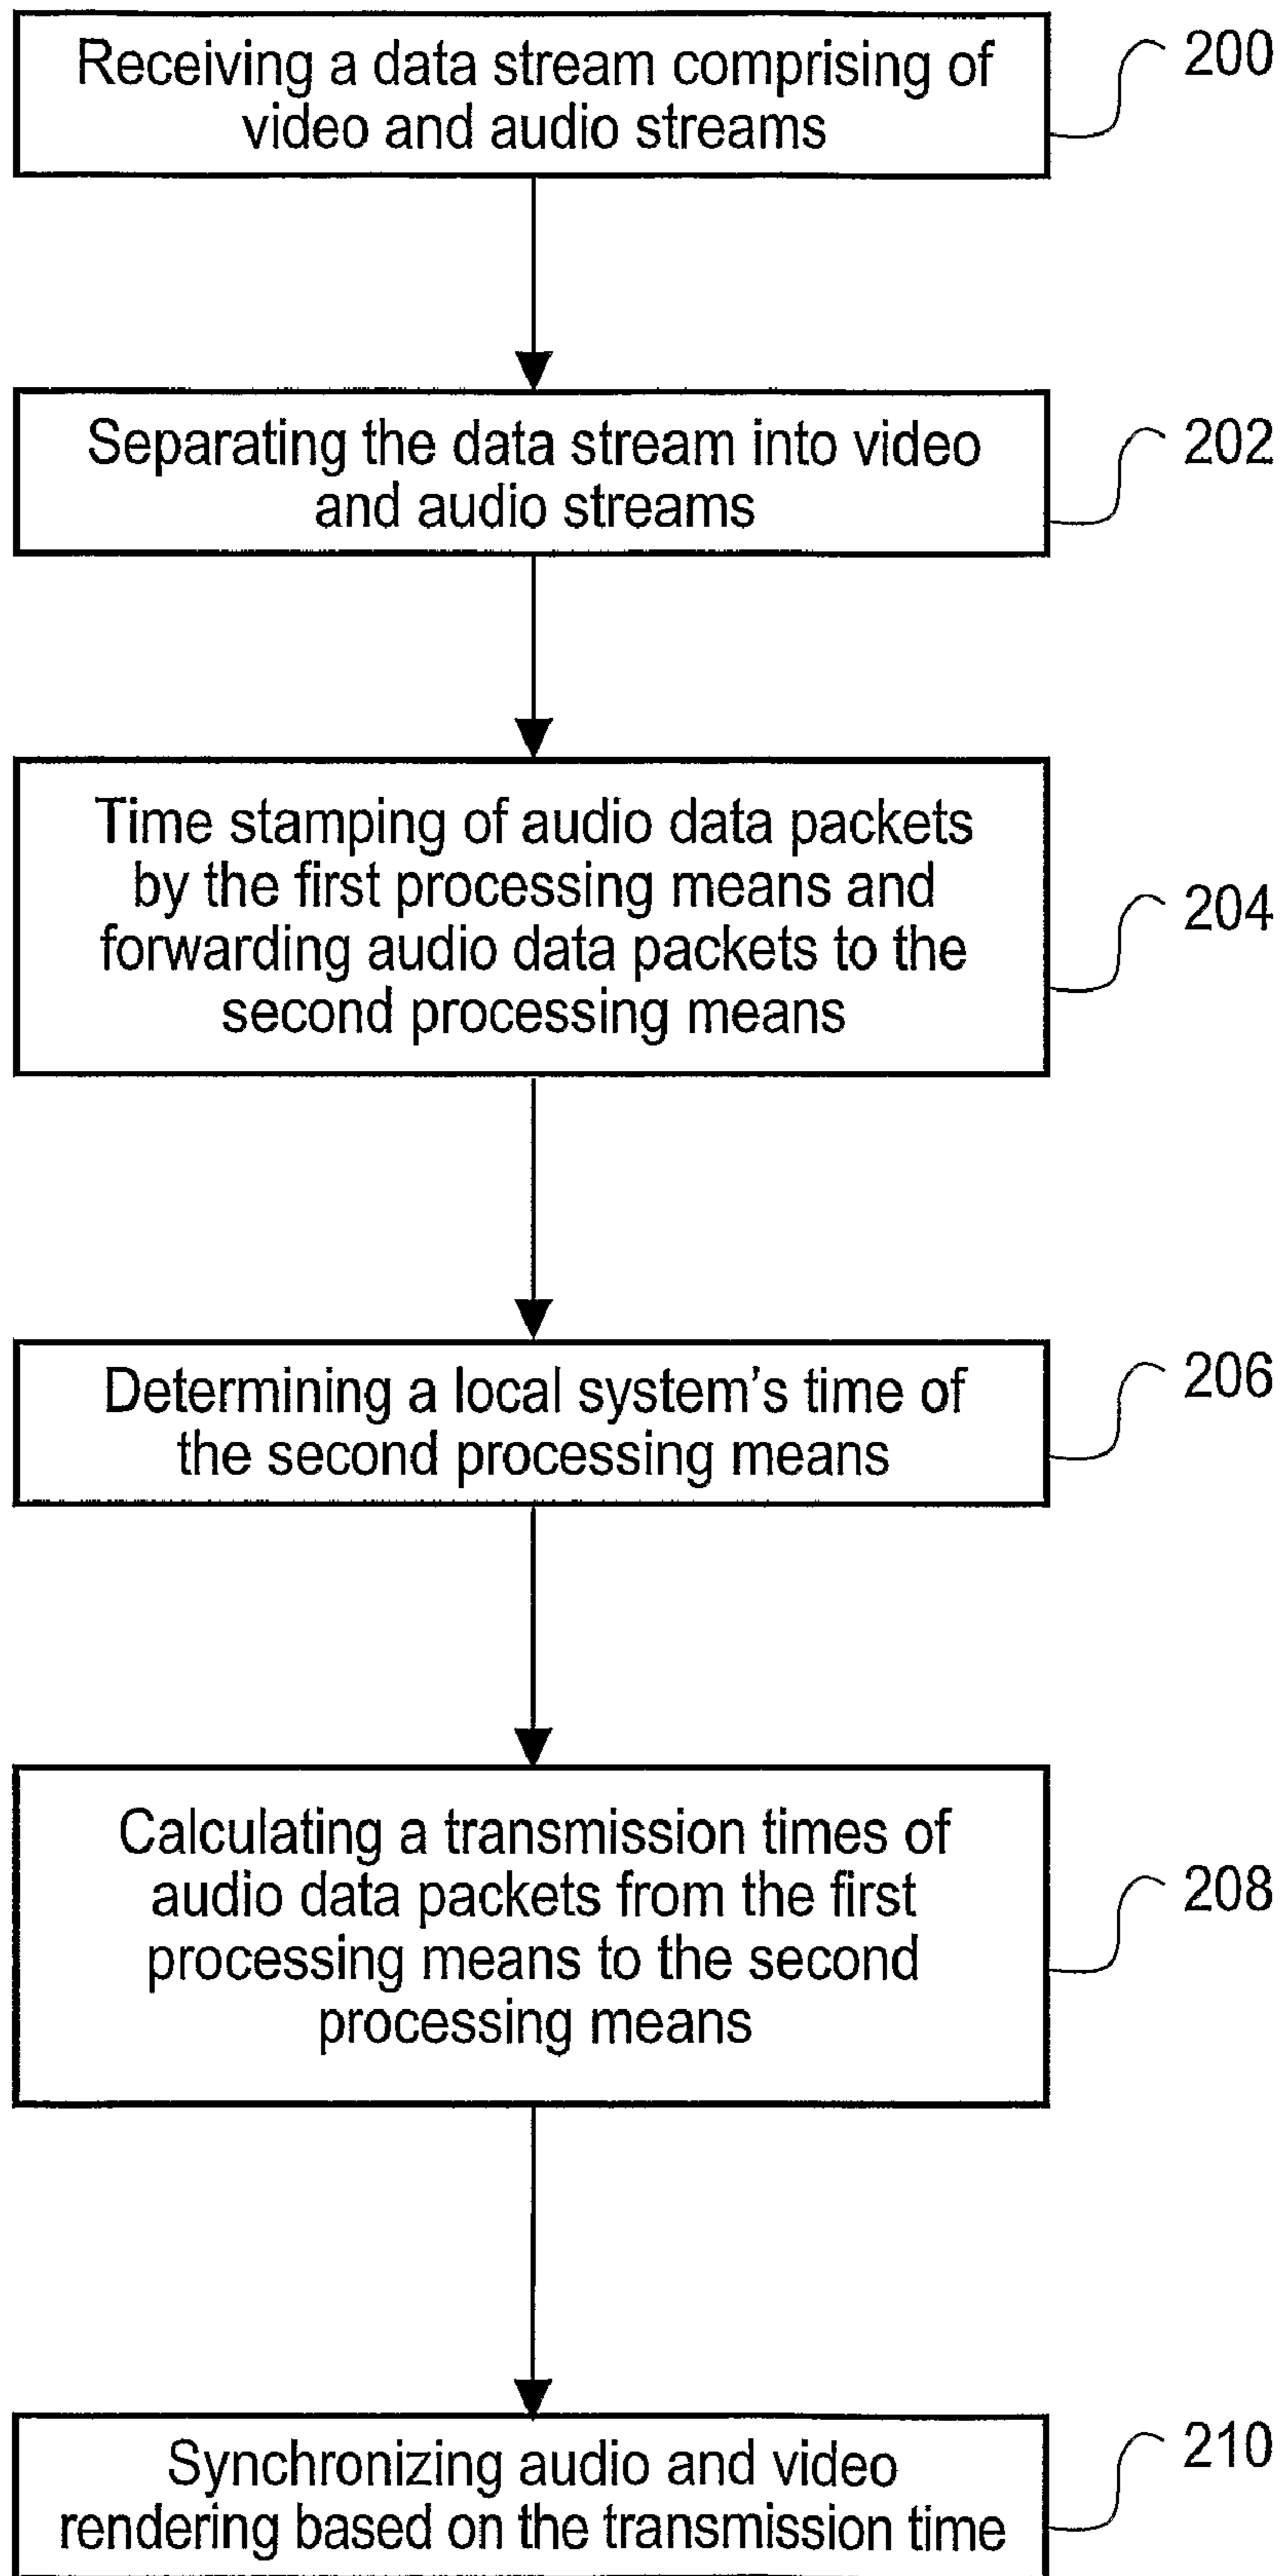 Receiving a data stream comprising of
video and audio streams
200
Separating the data stream into video
and audio streams
202
Time stamping of audio data packets
by the first processing means and
forwarding audio data packets to the
second processing means
204
Determining a local system's time of
the second processing means
206
Calculating a transmission times of
audio data packets from the first
processing means to the second
processing means
208
Synchronizing audio and video
rendering based on the transmission time
210